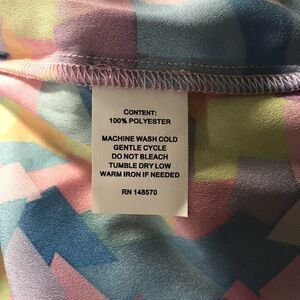 CONTENT:
100% POLYESTER
MACHINE WASH COLD
GENTLE CYCLE
DO NOT BLEACH
TUMBLE DRY LOW
WARM IRON IF NEEDED
RN 148570